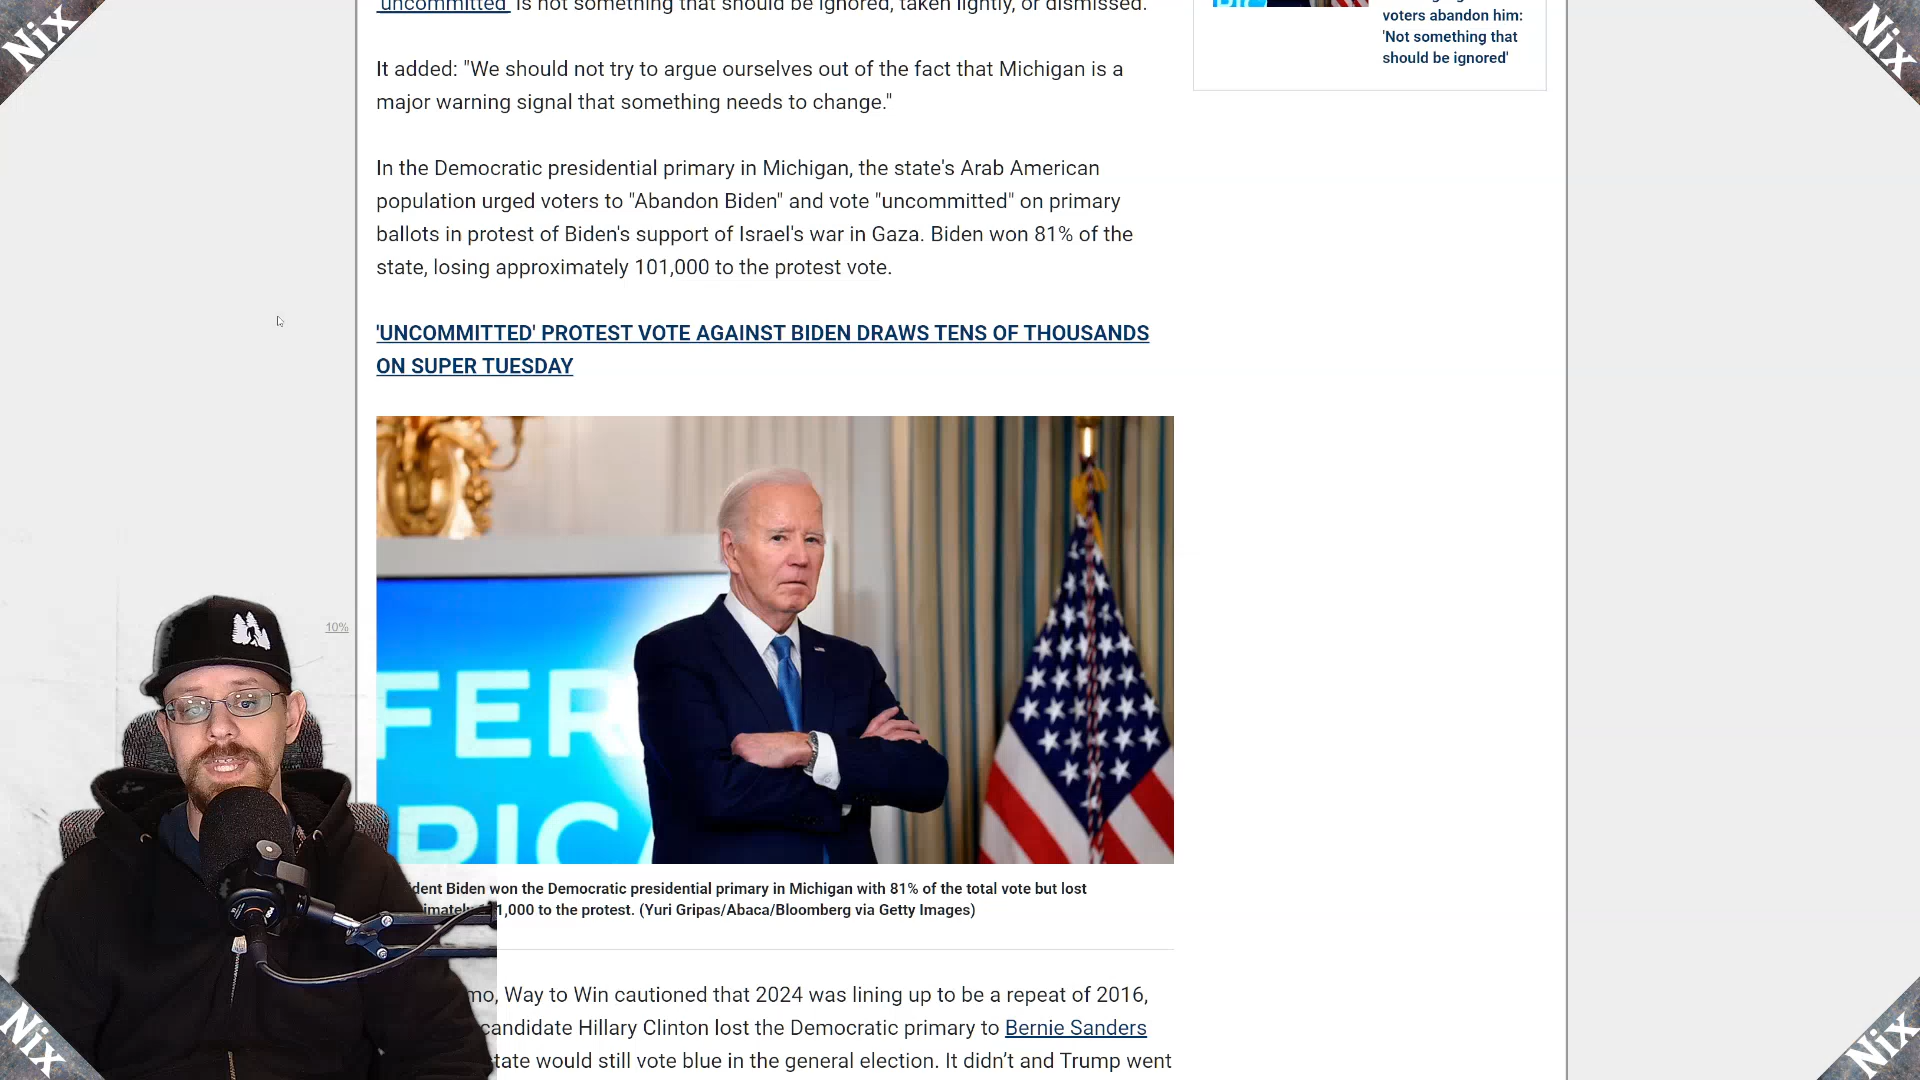 Nix
Nix
'uncommitted' is not something that should be ignored, taken lightly, or dismissed.
It added: "We should not try to argue ourselves out of the fact that Michigan is a
major warning signal that something needs to change."
In the Democratic presidential primary in Michigan, the state's Arab American
population urged voters to "Abandon Biden" and vote "uncommitted" on primary
ballots in protest of Biden's support of Israel's war in Gaza. Biden won 81% of the
state, losing approximately 101,000 to the protest vote.
'UNCOMMITTED' PROTEST VOTE AGAINST BIDEN DRAWS TENS OF THOUSANDS
ON SUPER TUESDAY
10%
FER
RIC
dent Biden won the Democratic presidential primary in Michigan with 81% of the total vote but lost
1,000 to the protest. (Yuri Gripas/Abaca/Bloomberg via Getty Images)
mo, Way to Win cautioned that 2024 was lining up to be a repeat of 2016,
candidate Hillary Clinton lost the Democratic primary to Bernie Sanders
tate would still vote blue in the general election. It didn't and Trump went
voters abandon him:
'Not something that
should be ignored'
Nix
Nix